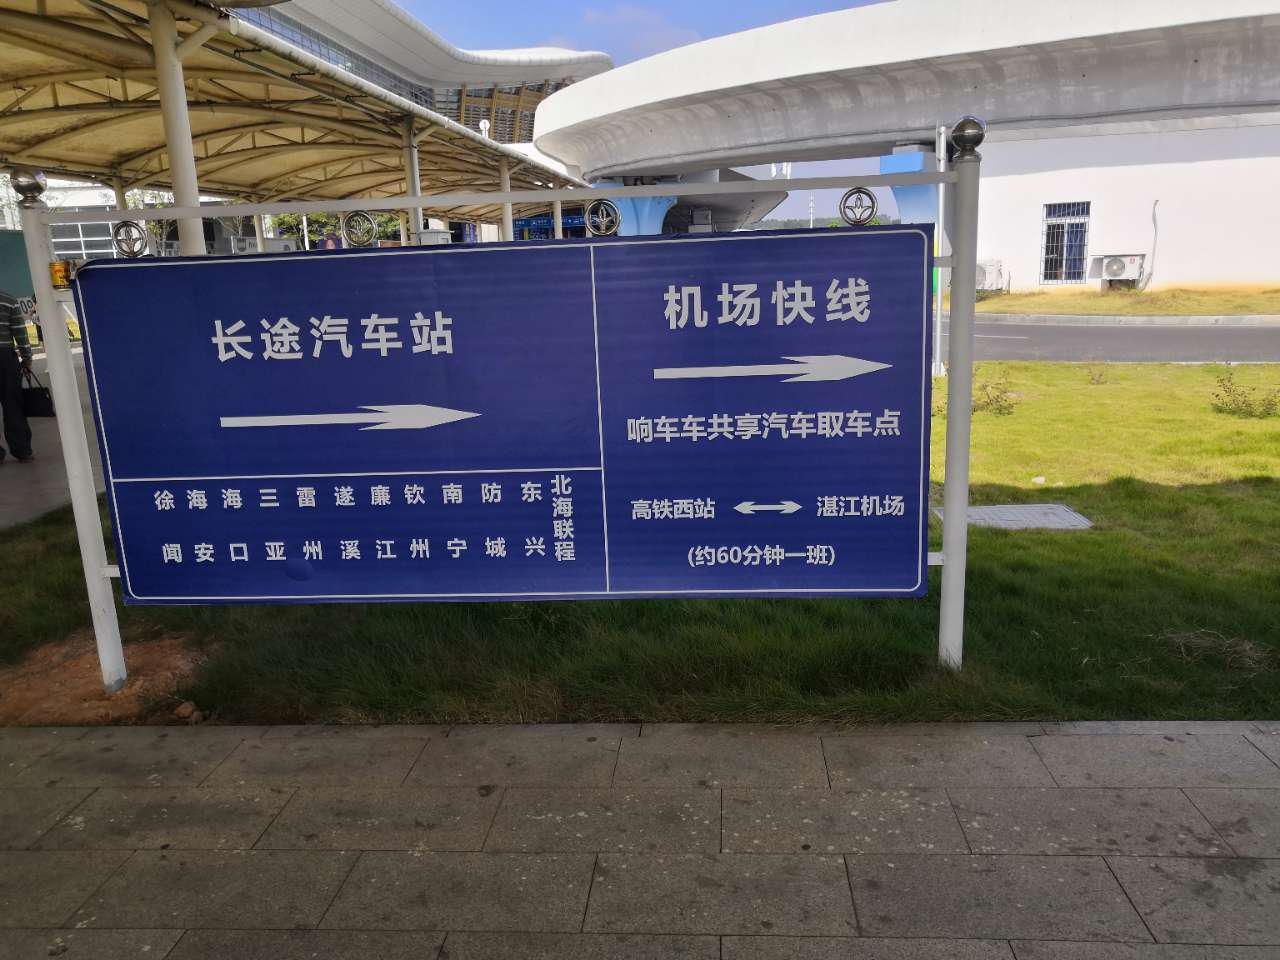 长途汽车站
徐闻 海安 海口 三亚 雷州 遂溪 廉江 钦州 南宁 防城 东兴 北海联程
机场快线
响车车共享汽车取车点
高铁西站 湛江机场
(约60分钟一班)